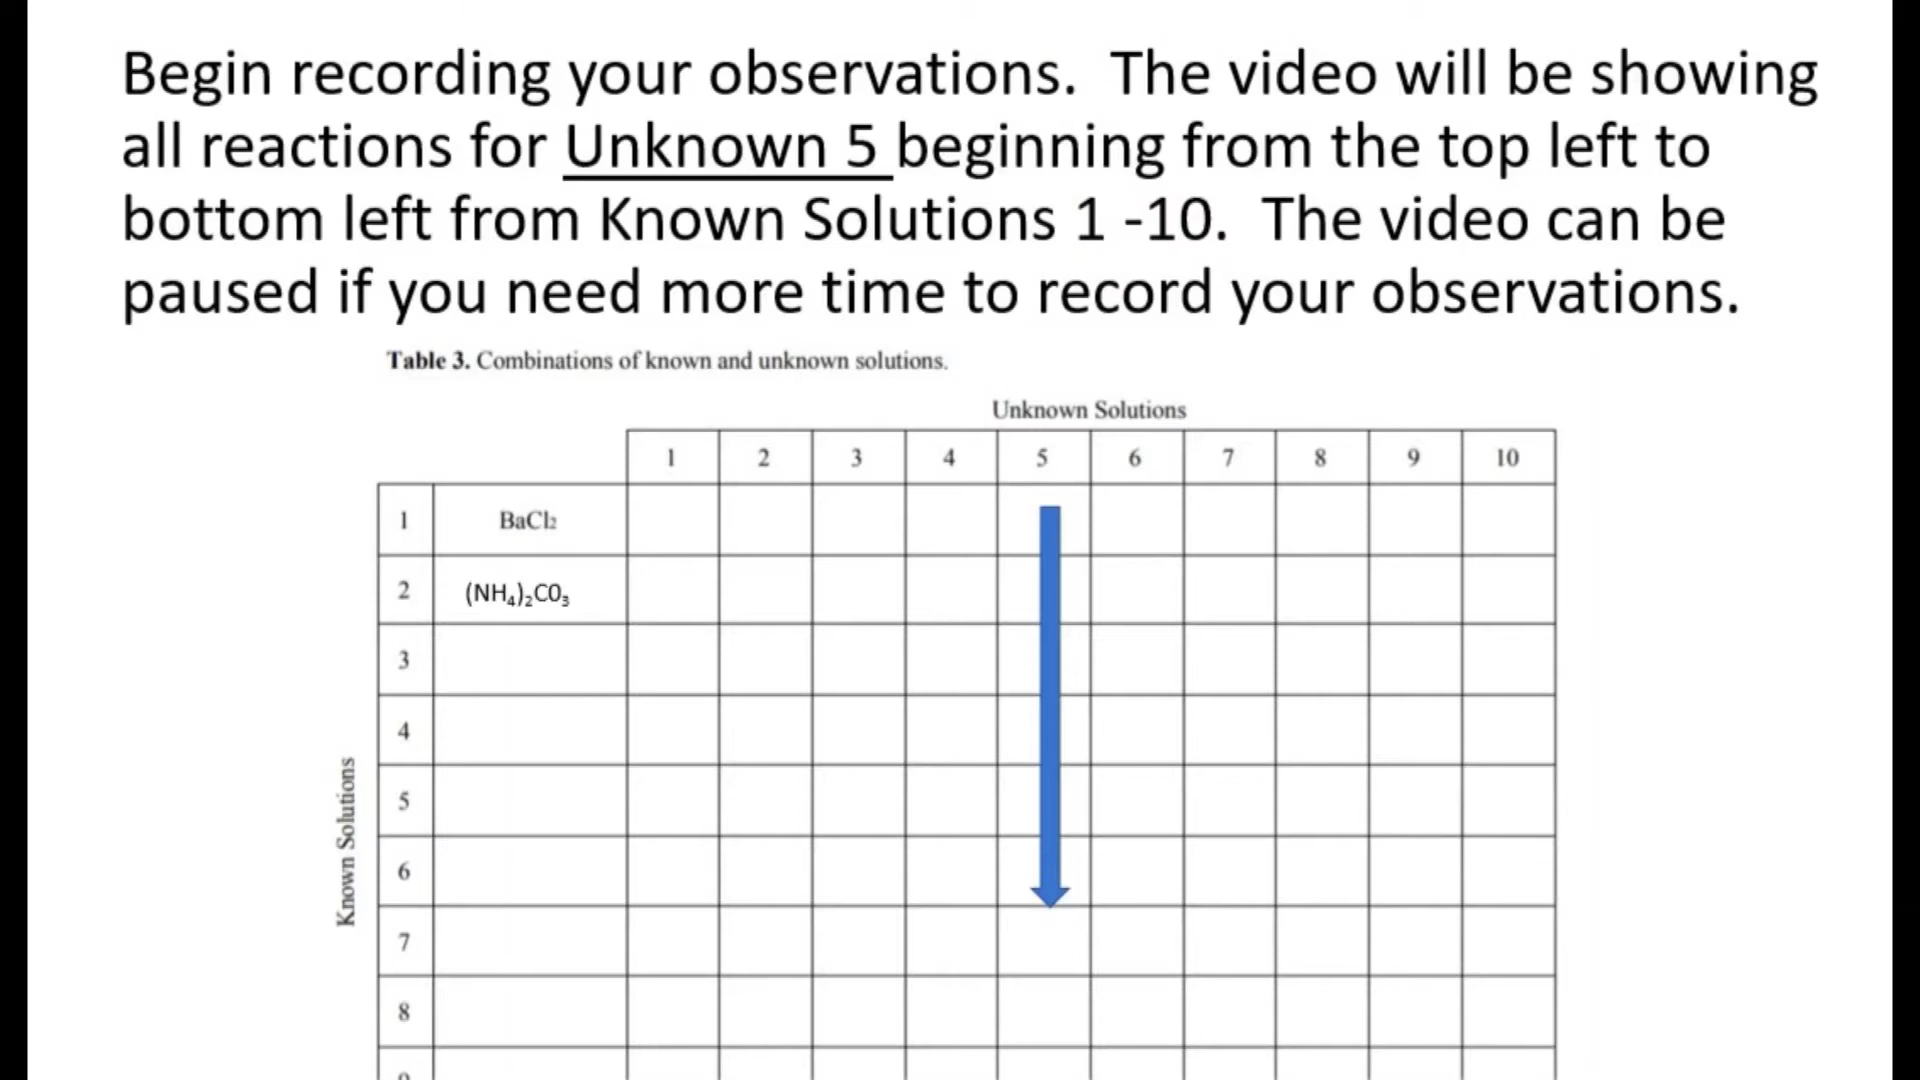 Begin recording your observations.  The video will be showing
all reactions for Unknown 5 beginning from the top left to
bottom left from Known Solutions 1 -10.  The video can be
paused if you need more time to record your observations.
Table 3. Combinations of known and unknown solutions.
Unknown Solutions
1 2 3 4 5 6 7 8 9 10
1 BaCl₂
2 (NH₄)₂CO₃
3
4
5
6
7
8
Known Solutions